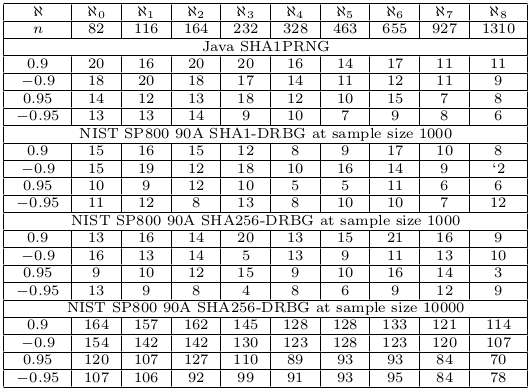 ℵ ℵ0 ℵ1 ℵ2 ℵ3 ℵ4 ℵ5 ℵ6 ℵ7 ℵ8
n 82 116 164 232 328 463 655 927 1310
Java SHA1PRNG
0.9 20 16 20 20 16 14 17 11 11
−0.9 18 20 18 17 14 11 12 11 9
0.95 14 12 13 18 12 10 15 7 8
−0.95 13 13 14 9 10 7 9 8 6
NIST SP800 90A SHA1-DRBG at sample size 1000
0.9 15 16 15 12 8 9 17 10 8
−0.9 15 19 12 18 10 16 14 9 ‘2
0.95 10 9 12 10 5 5 11 6 6
−0.95 11 12 8 13 8 10 10 7 12
NIST SP800 90A SHA256-DRBG at sample size 1000
0.9 13 16 14 20 13 15 21 16 9
−0.9 16 13 14 5 13 9 11 13 10
0.95 9 10 12 15 9 10 16 14 3
−0.95 13 9 8 4 8 6 9 12 9
NIST SP800 90A SHA256-DRBG at sample size 10000
0.9 164 157 162 145 128 128 133 121 114
−0.9 154 142 142 130 123 128 123 120 107
0.95 120 107 127 110 89 93 93 84 70
−0.95 107 106 92 99 91 93 95 84 78